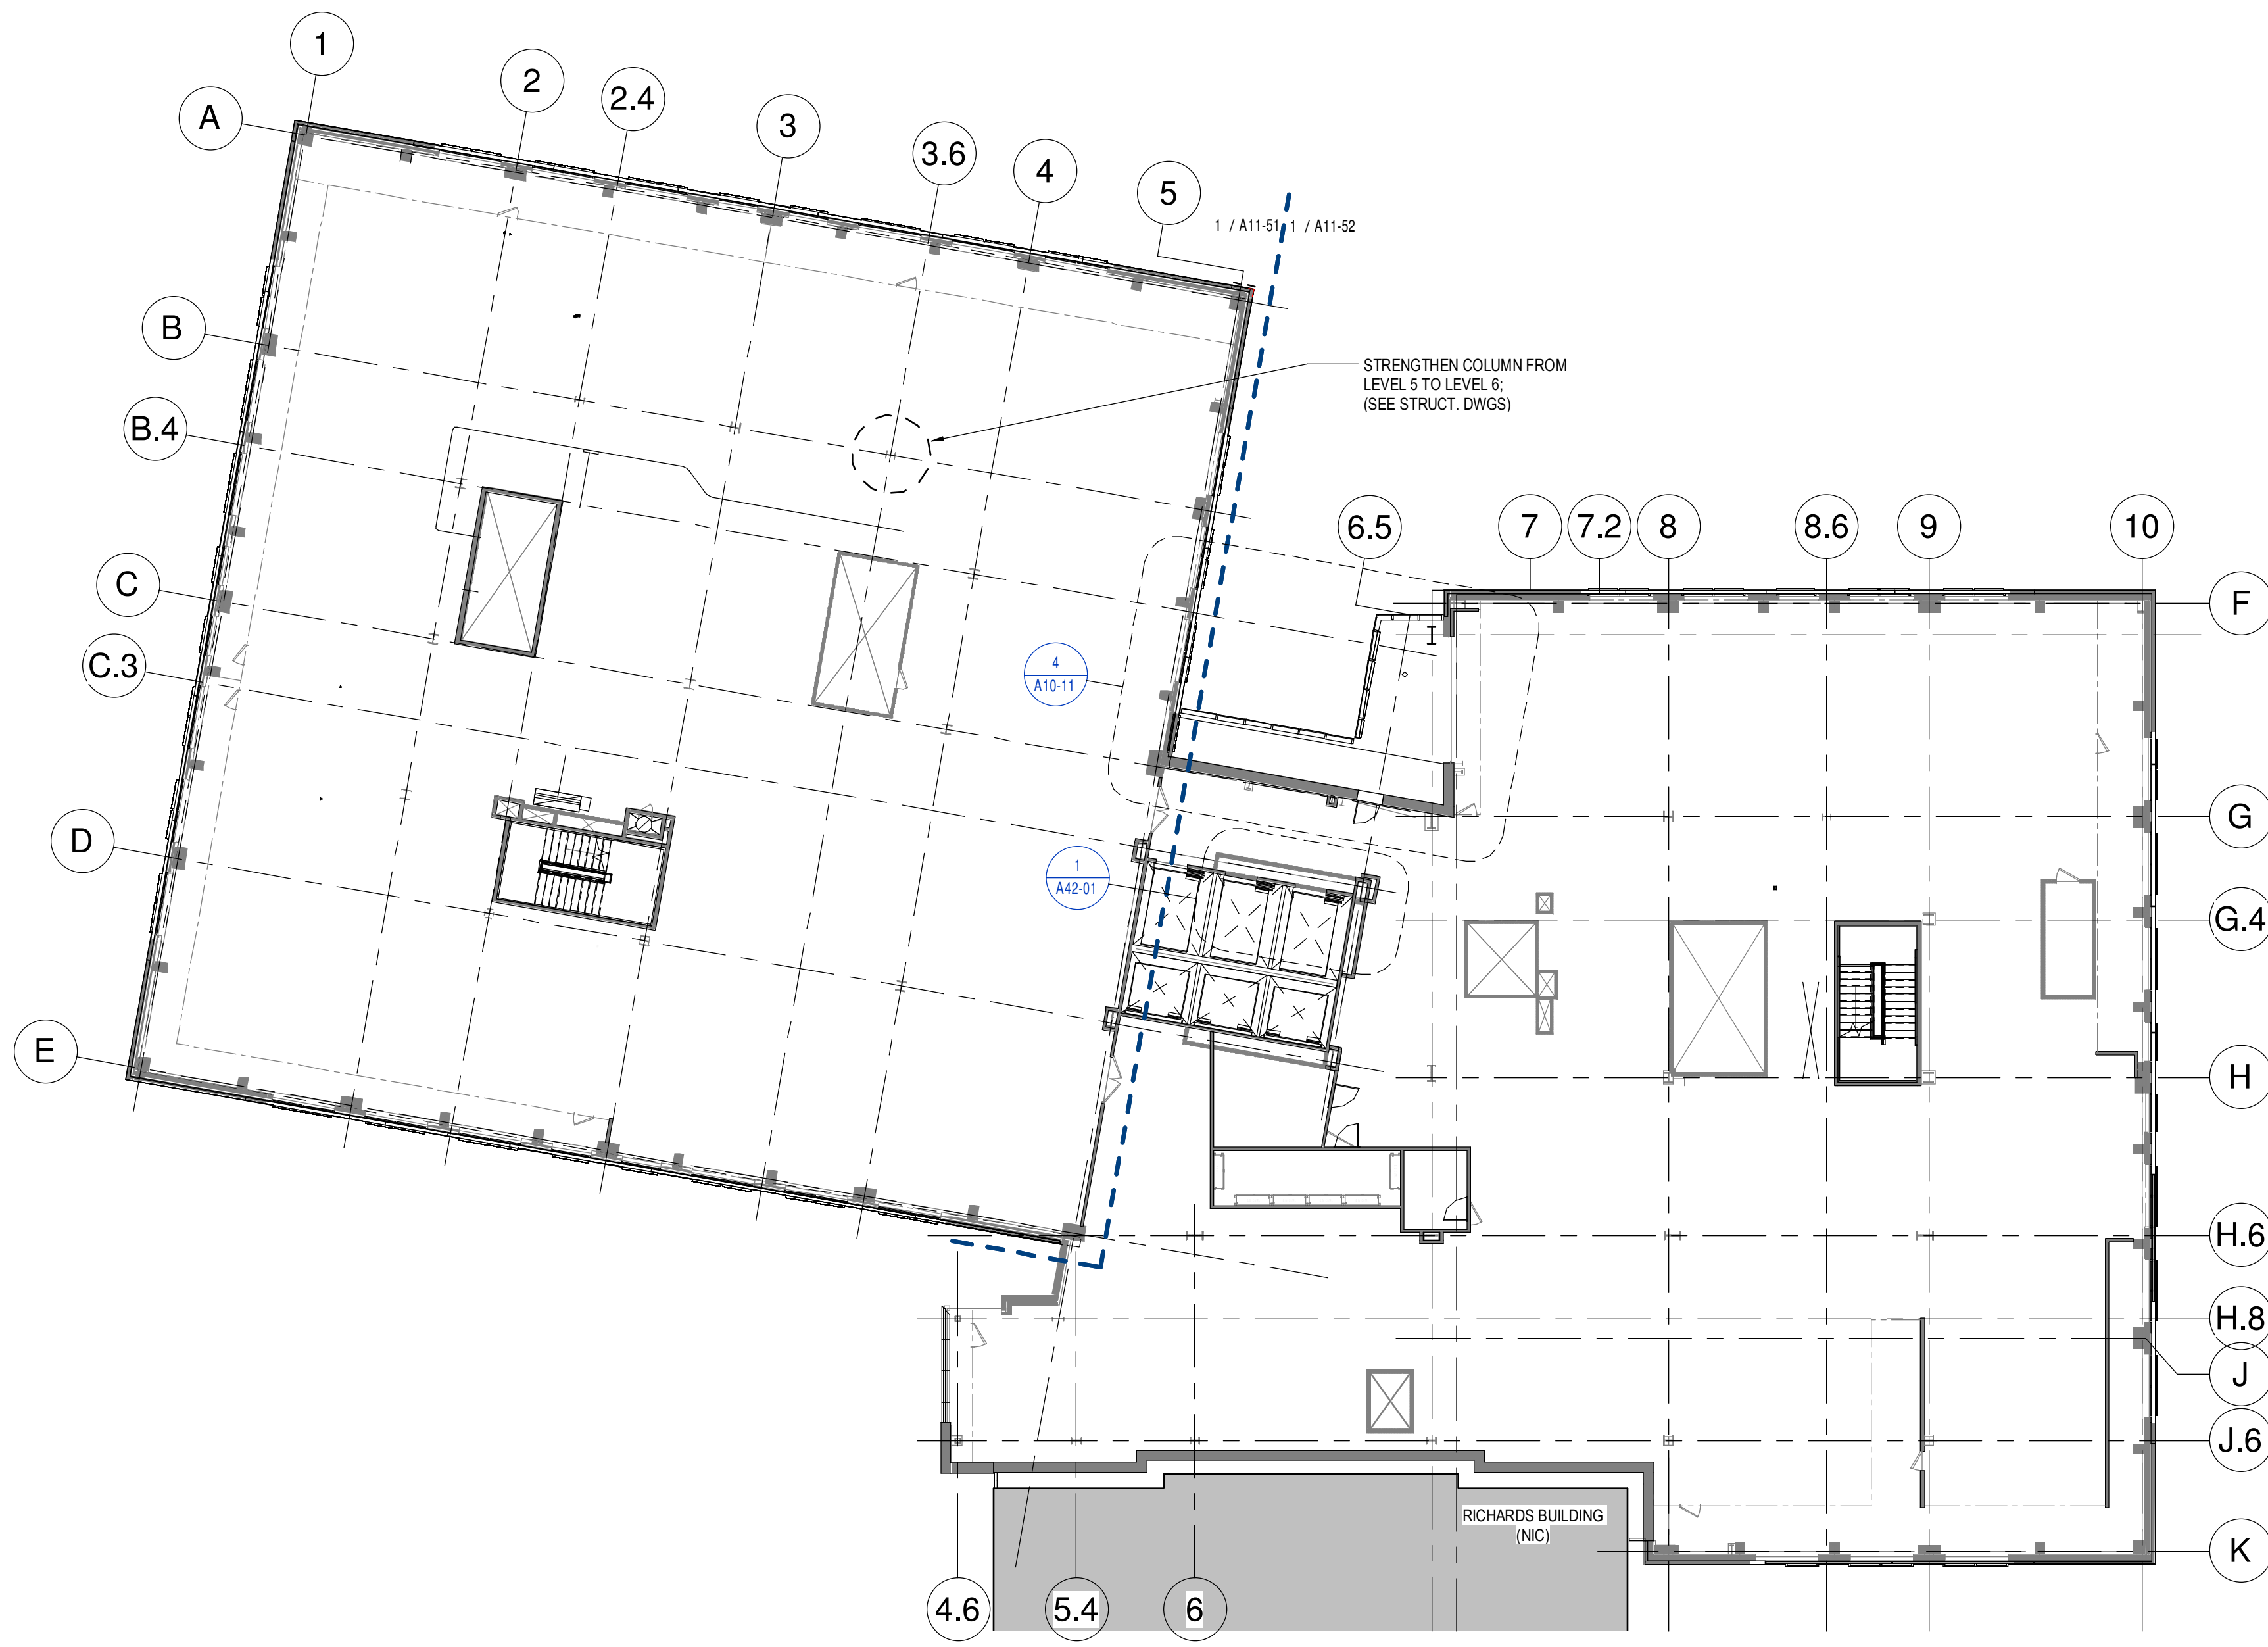 1
2
2.4
3
3.6
4
5
A
B
B.4
C
C.3
D
E
1 / A11-51
1 / A11-52
STRENGTHEN COLUMN FROM
LEVEL 5 TO LEVEL 6;
(SEE STRUCT. DWGS)
6.5
7
7.2
8
8.6
9
10
F
G
G.4
H
H.6
H.8
J
J.6
K
4
A10-11
1
A42-01
RICHARDS BUILDING
(NIC)
4.6
5.4
6